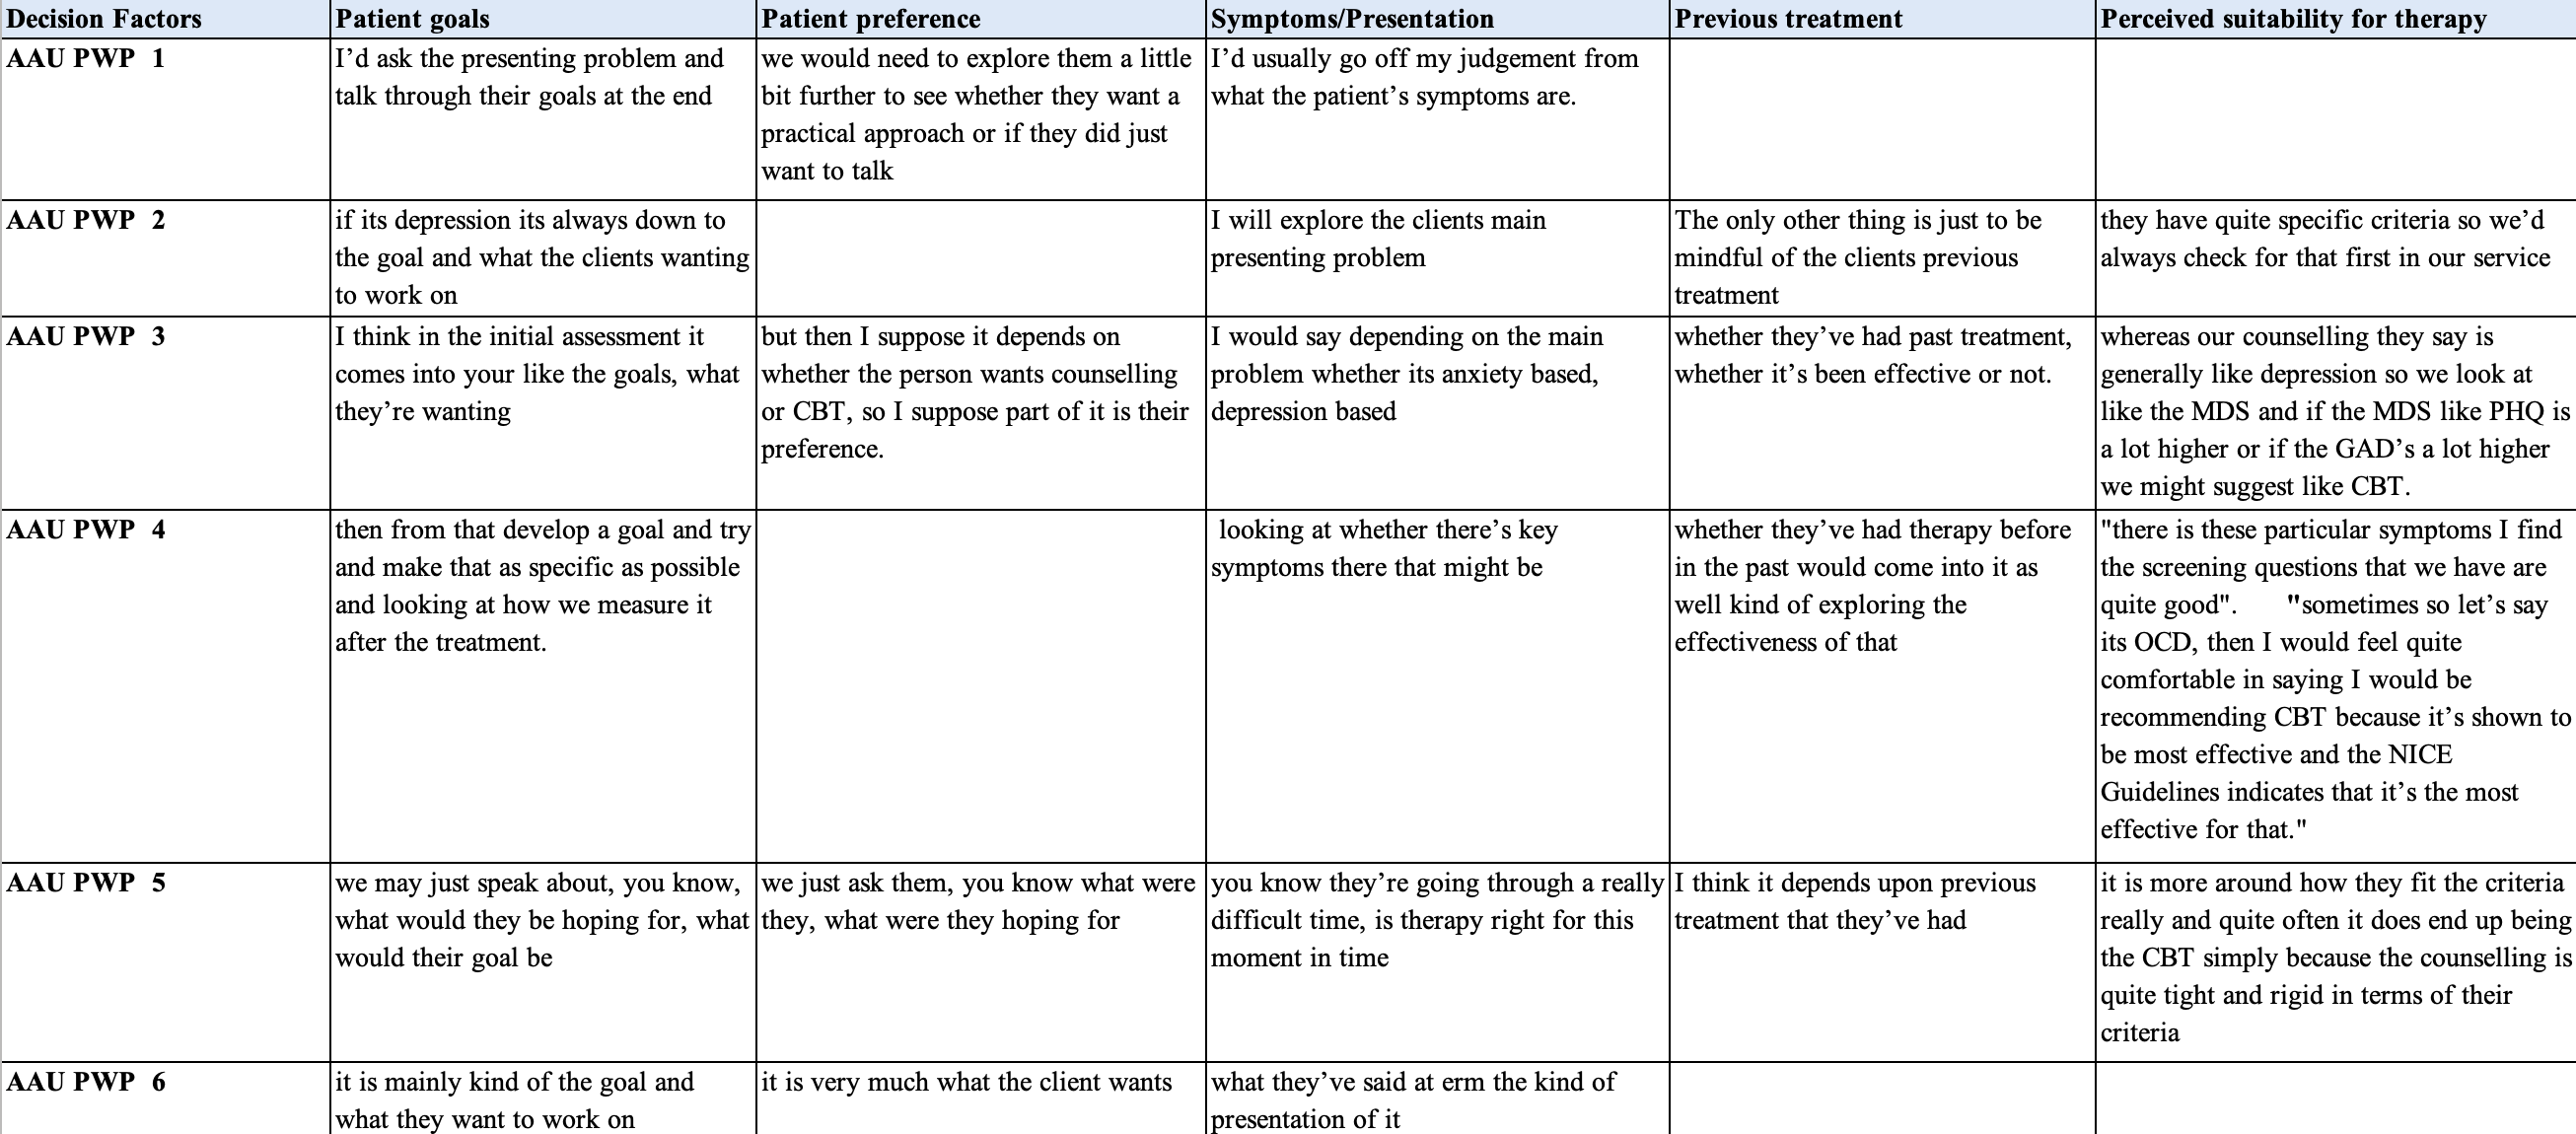 Decision Factors
Patient goals
Patient preference
Symptoms/Presentation
Previous treatment
Perceived suitability for therapy
AAU PWP 1
I’d ask the presenting problem and
talk through their goals at the end
we would need to explore them a little
bit further to see whether they want a
practical approach or if they did just
want to talk
I’d usually go off my judgement from
what the patient’s symptoms are.
AAU PWP 2
if its depression its always down to
the goal and what the clients wanting
to work on
I will explore the clients main
presenting problem
The only other thing is just to be
mindful of the clients previous
treatment
they have quite specific criteria so we’d
always check for that first in our service
AAU PWP 3
I think in the initial assessment it
comes into your like the goals, what
they’re wanting
but then I suppose it depends on
whether the person wants counselling
or CBT, so I suppose part of it is their
preference.
I would say depending on the main
problem whether its anxiety based,
depression based
whether they’ve had past treatment,
whether it’s been effective or not.
whereas our counselling they say is
generally like depression so we look at
like the MDS and if the MDS like PHQ is
a lot higher or if the GAD’s a lot higher
we might suggest like CBT.
AAU PWP 4
then from that develop a goal and try
and make that as specific as possible
and looking at how we measure it
after the treatment.
looking at whether there’s key
symptoms there that might be
whether they’ve had therapy before
in the past would come into it as
well kind of exploring the
effectiveness of that
"there is these particular symptoms I find
the screening questions that we have are
quite good". "sometimes so let’s say
its OCD, then I would feel quite
comfortable in saying I would be
recommending CBT because it’s shown to
be most effective and the NICE
Guidelines indicates that it’s the most
effective for that."
AAU PWP 5
we may just speak about, you know,
what would they be hoping for, what
would their goal be
we just ask them, you know what were
they, what were they hoping for
you know they’re going through a really
difficult time, is therapy right for this
moment in time
I think it depends upon previous
treatment that they’ve had
it is more around how they fit the criteria
really and quite often it does end up being
the CBT simply because the counselling is
quite tight and rigid in terms of their
criteria
AAU PWP 6
it is mainly kind of the goal and
what they want to work on
it is very much what the client wants
what they’ve said at erm the kind of
presentation of it